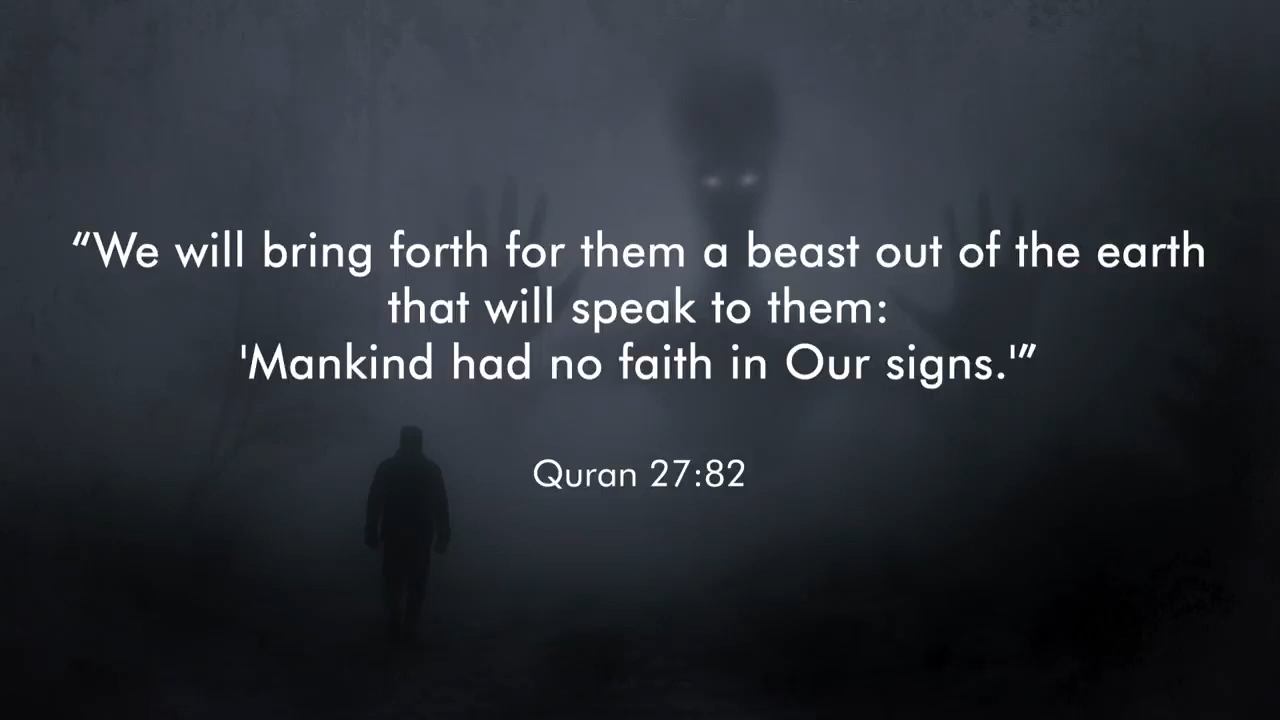 “We will bring forth for them a beast out of the earth
that will speak to them:
'Mankind had no faith in Our signs.'”
Quran 27:82